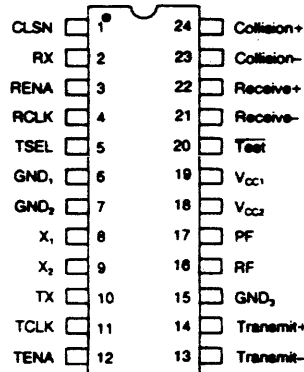 CLSN 1 24 Collision+
RX 2 23 Collision–
RENA 3 22 Receive+
RCLK 4 21 Receive–
TSEL 5 20 Test
GND₁ 6 19 VCC1
GND₂ 7 18 VCC2
X₁ 8 17 PF
X₂ 9 16 RF
TX 10 15 GND₃
TCLK 11 14 Transmit+
TENA 12 13 Transmit–